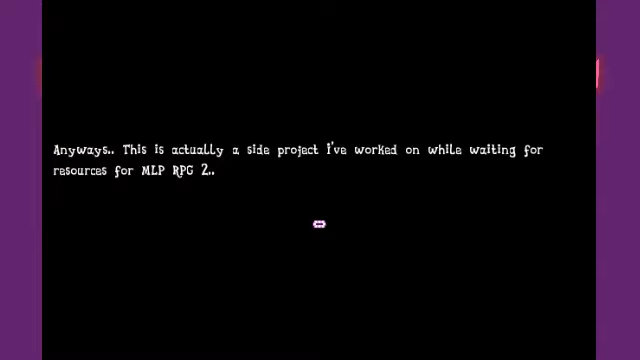 Anyways.. This is actually a side project I've worked on while waiting for
resources for MLP RPG 2..